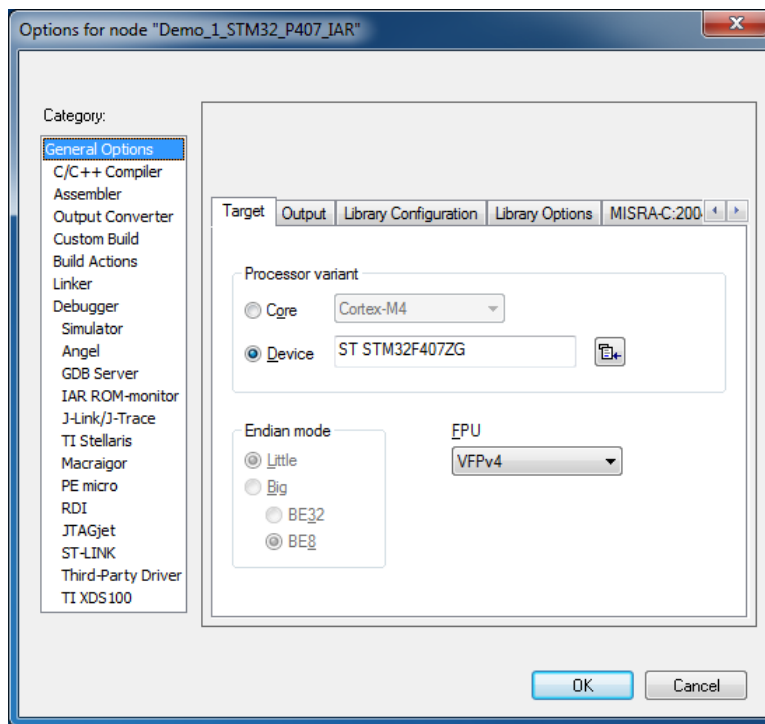 Options for node "Demo_1_STM32_P407_IAR"
Category:
General Options
C/C++ Compiler
Assembler
Output Converter
Custom Build
Build Actions
Linker
Debugger
Simulator
Angel
GDB Server
IAR ROM-monitor
J-Link/J-Trace
TI Stellaris
Macraigor
PE micro
RDI
JTAGjet
ST-LINK
Third-Party Driver
TI XDS100
Target Output Library Configuration Library Options MISRA-C:200
Processor variant
Core Cortex-M4
Device ST STM32F407ZG
Endian mode
Little
Big
BE32
BE8
FPU
VFPv4
OK Cancel